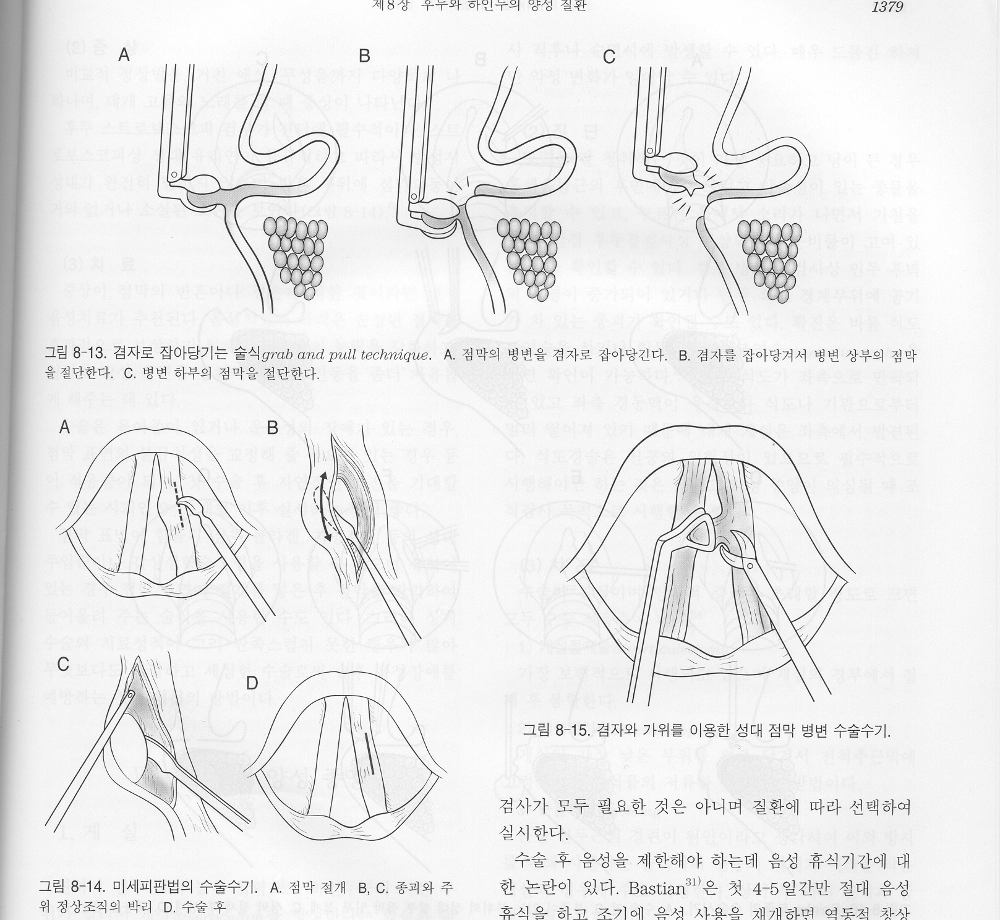 제8장 후두와 하인두의 양성 질환
1379
A
B
C
그림 8-13. 겸자로 잡아당기는 술식grab and pull technique. A. 점막의 병변을 겸자로 잡아당긴다. B. 겸자를 잡아당겨서 병변 상부의 점막
을 절단한다. C. 병변 하부의 점막을 절단한다.
A
B
C
D
그림 8-14. 미세피판법의 수술수기. A. 점막 절개 B, C. 종괴와 주
위 정상조직의 박리 D. 수술 후
그림 8-15. 겸자와 가위를 이용한 성대 점막 병변 수술수기.
검사가 모두 필요한 것은 아니며 질환에 따라 선택하여
실시한다.
수술 후 음성을 제한해야 하는데 음성 휴식기간에 대
한 논란이 있다. Bastian31)은 첫 4-5일간만 절대 음성
휴식을 하고 조기에 음성 사용을 재개하면 역동적 창상